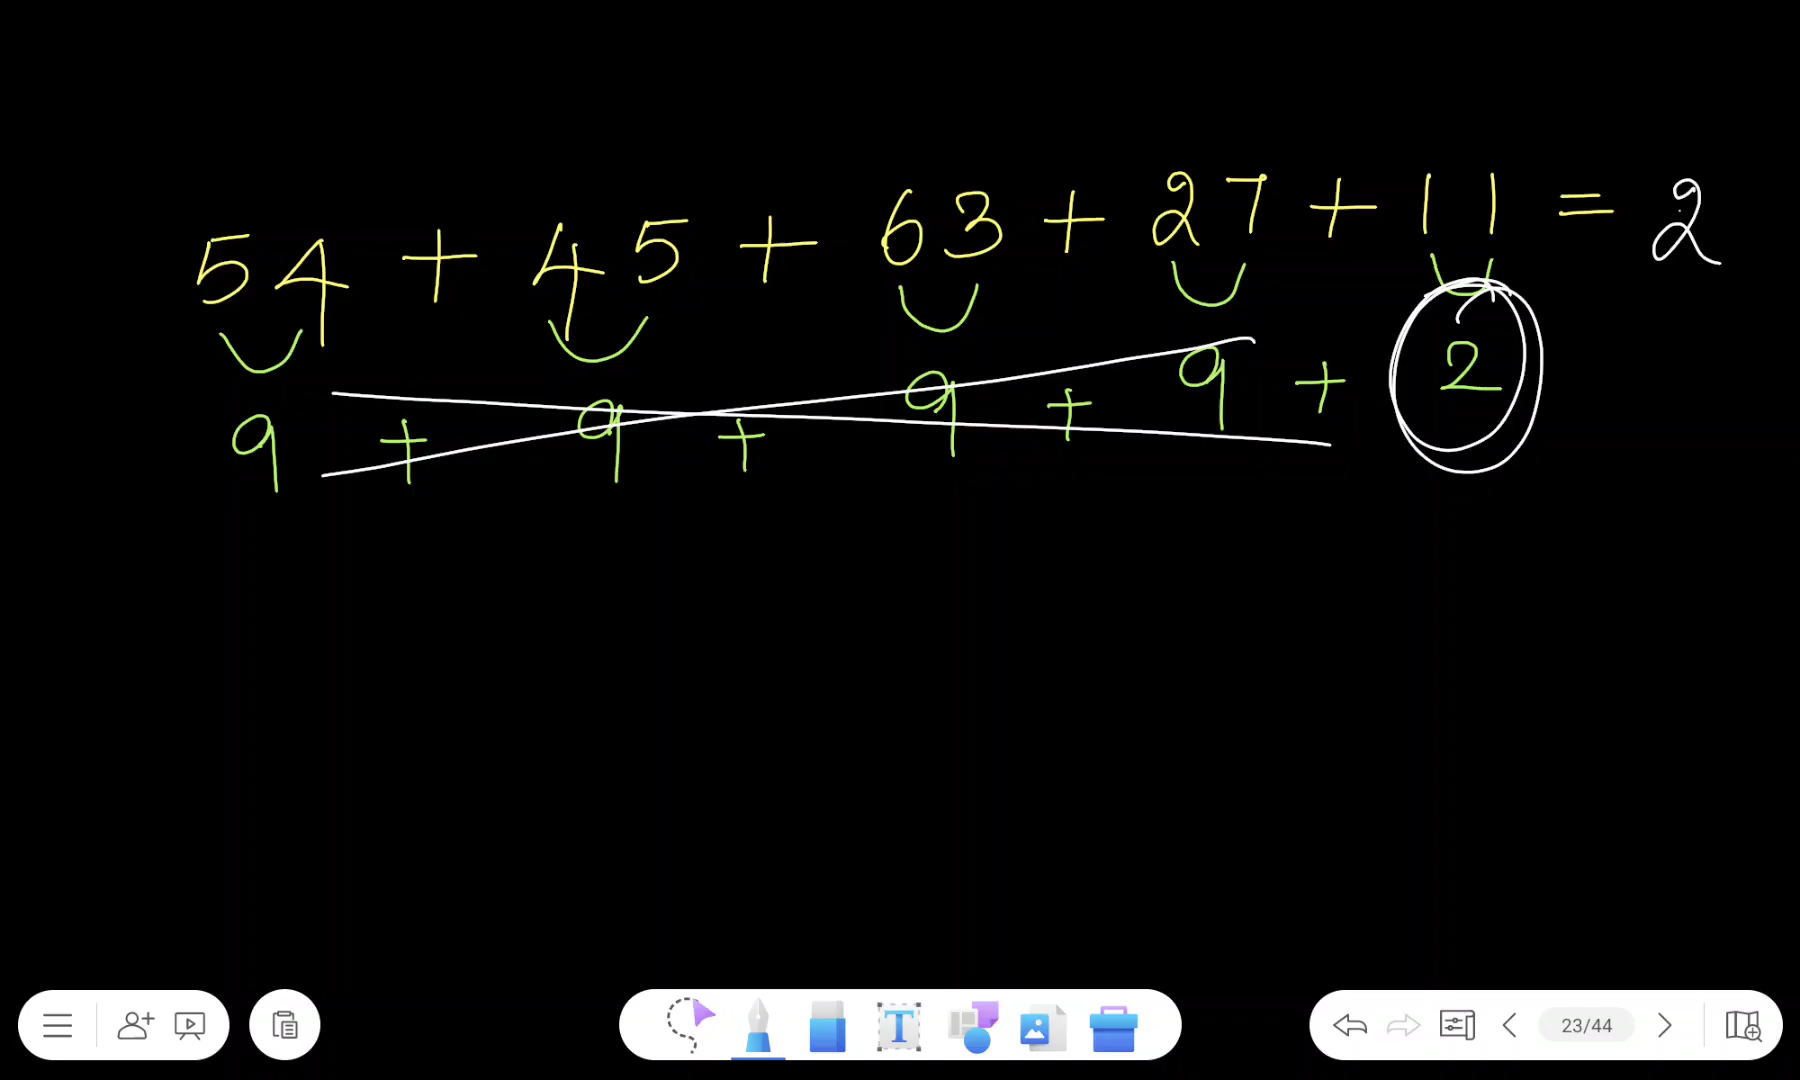 54 + 45 + 63 + 27 + 11 = 2
9 + 9 + 9 + 9 + 2
T
23/44